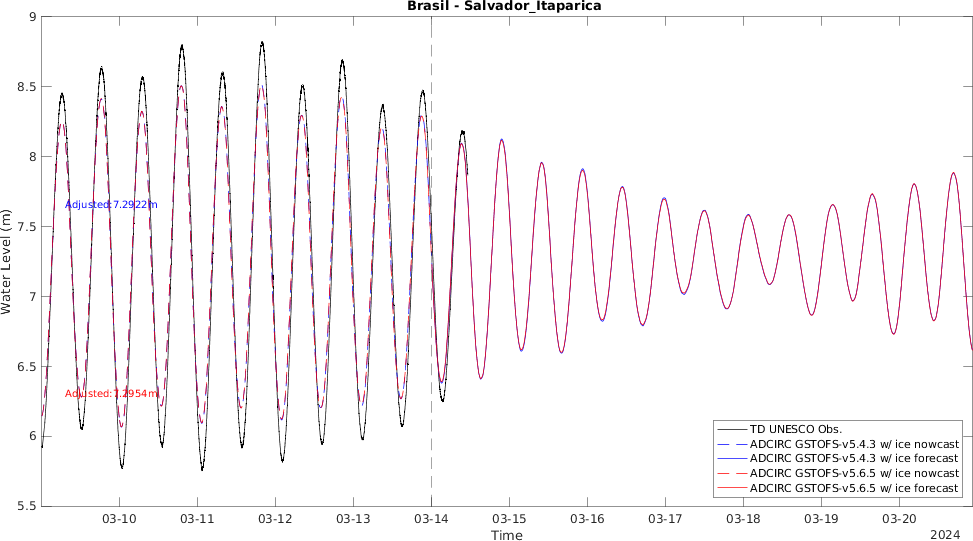 Brasil - Salvador_Itaparica
9
8.5
8
7.5
7
6.5
6
5.5
Water Level (m)
Adjusted:7.2922m
Adjusted:7.2954m
TD UNESCO Obs.
ADCIRC GSTOFS-v5.4.3 w/ ice nowcast
ADCIRC GSTOFS-v5.4.3 w/ ice forecast
ADCIRC GSTOFS-v5.6.5 w/ ice nowcast
ADCIRC GSTOFS-v5.6.5 w/ ice forecast
03-10 03-11 03-12 03-13 03-14 03-15 03-16 03-17 03-18 03-19 03-20
Time
2024